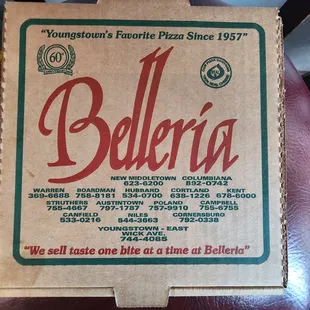 "Youngstown's Favorite Pizza Since 1957"
60
Belleria
NEW MIDDLETOWN COLUMBIANA
623-6200 892-0742
WARREN BOARDMAN HUBBARD CORTLAND KENT
369-6688 758-8181 534-0700 638-1226 678-6000
STRUTHERS AUSTINTOWN POLAND CAMPBELL
755-4667 797-1787 757-9910 755-6755
CANFIELD NILES CORNERSBURG
533-0216 544-3663 792-0338
YOUNGSTOWN - EAST
WICK AVE.
744-4085
"We sell taste one bite at a time at Belleria"